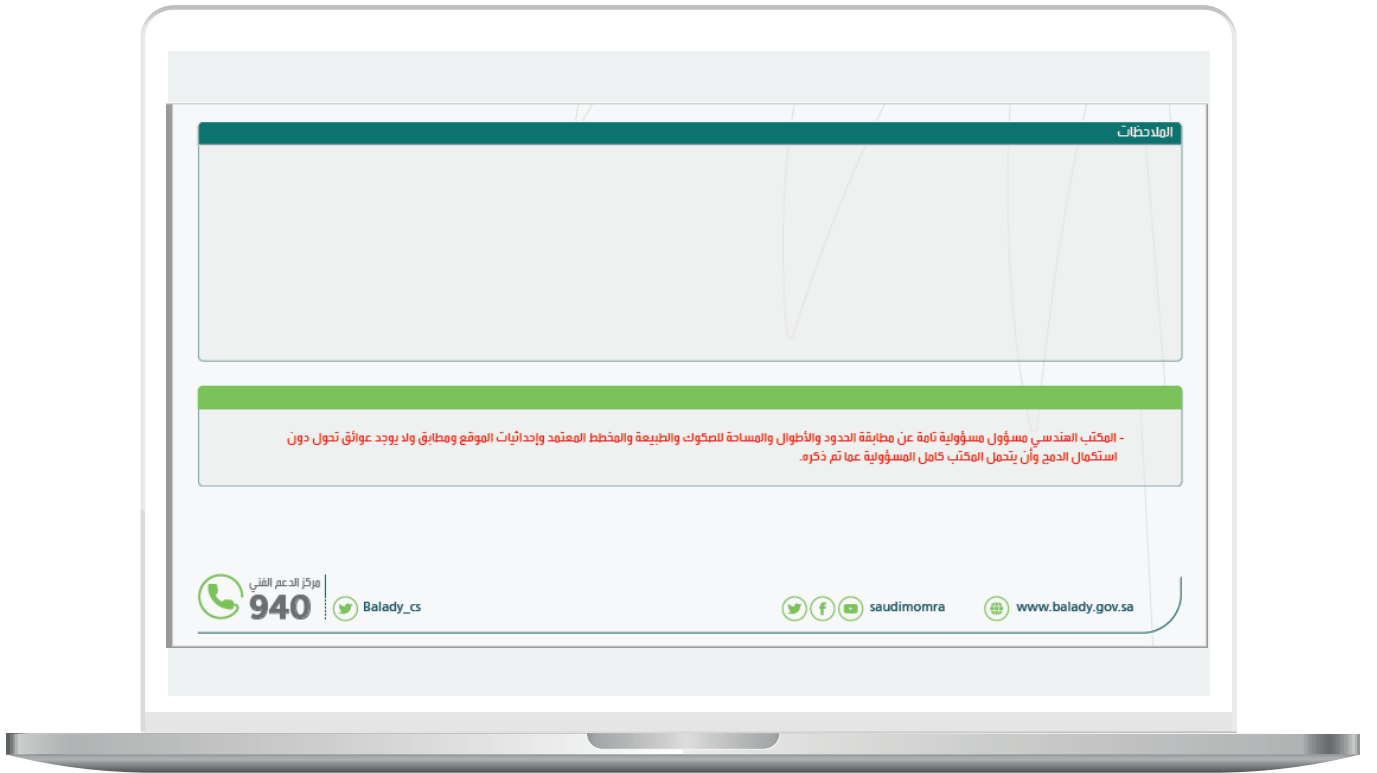 الملاحظات
- المكتب الهندسي مسؤول مسؤولية تامة عن مطابقة الحدود والأطوال والمساحة للصكوك والطبيعة والمخطط المعتمد وإحداثيات الموقع ومطابق ولا يوجد عوائق تحول دون
استكمال الدمج وأن يتحمل المكتب كامل المسؤولية عما تم ذكره.
www.balady.gov.sa
saudimomra
Balady_cs
مركز الدعم الفني
940